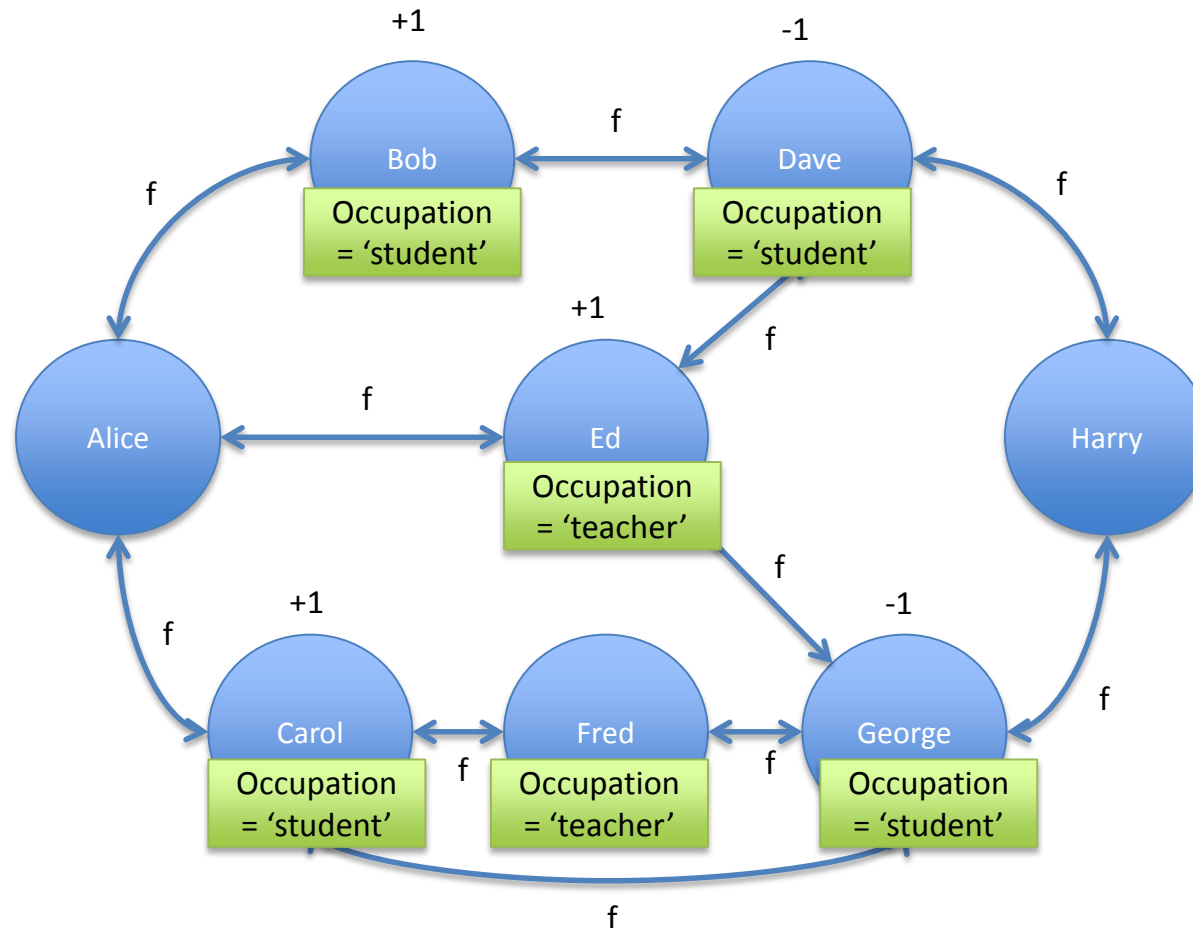 +1
-1
f
Bob
Dave
f
f
Occupation
= ‘student’
Occupation
= ‘student’
+1
f
f
Alice
Ed
Harry
Occupation
= ‘teacher’
f
+1
-1
f
f
Carol
Fred
George
f
f
Occupation
= ‘student’
Occupation
= ‘teacher’
Occupation
= ‘student’
f